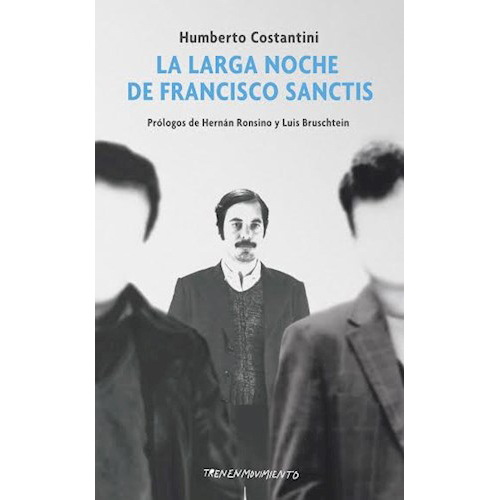 Humberto Costantini
LA LARGA NOCHE
DE FRANCISCO SANCTIS
Prólogos de Hernán Ronsino y Luis Bruschtein
TRENENMOVIMIENTO